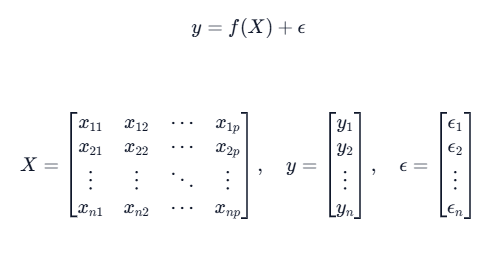 y = f(X) + ϵ
X = [x₁₁ x₁₂ ⋯ x₁ₚ; x₂₁ x₂₂ ⋯ x₂ₚ; ⋮ ⋮ ⋱ ⋮; xₙ₁ xₙ₂ ⋯ xₙₚ], y = [y₁; y₂; ⋮; yₙ], ϵ = [ϵ₁; ϵ₂; ⋮; ϵₙ]